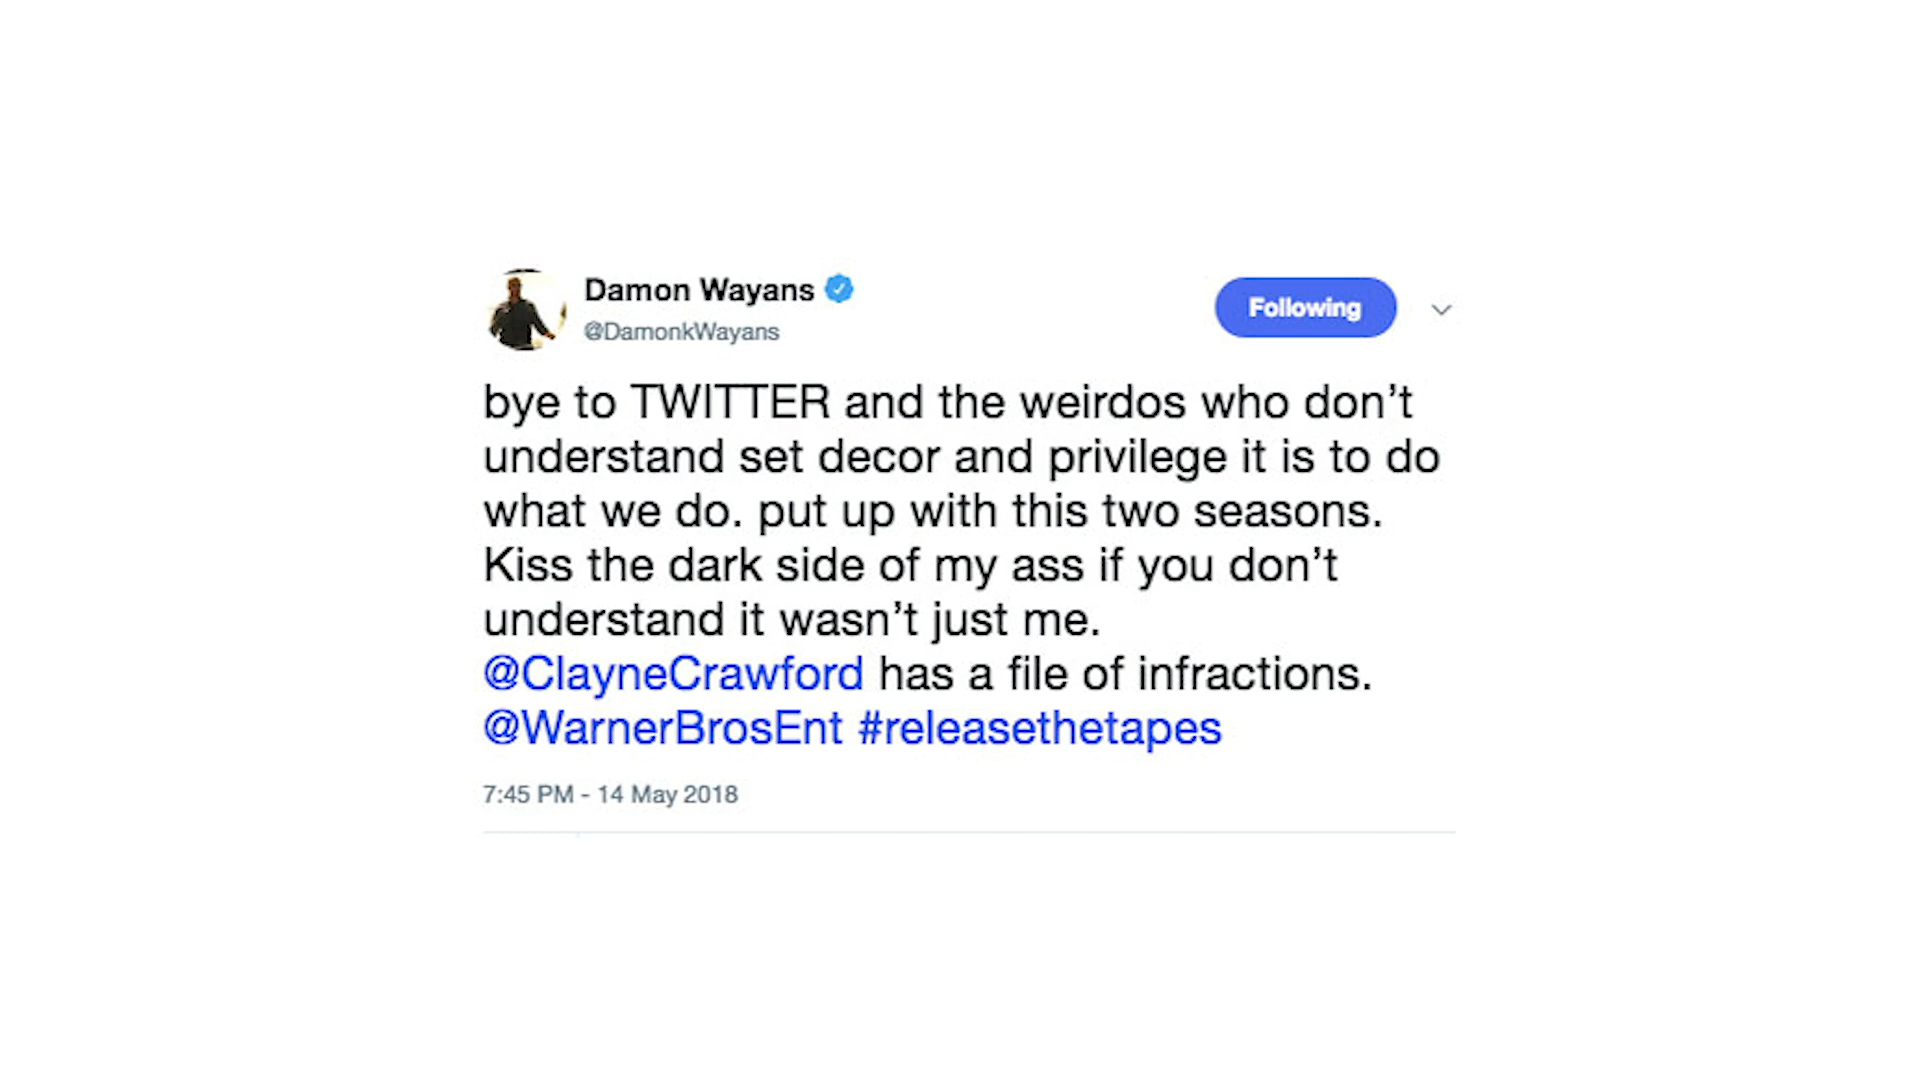 Damon Wayans
Following
@DamonkWayans
bye to TWITTER and the weirdos who don’t
understand set decor and privilege it is to do
what we do. put up with this two seasons.
Kiss the dark side of my ass if you don’t
understand it wasn’t just me.
@ClayneCrawford has a file of infractions.
@WarnerBrosEnt #releasethetapes
7:45 PM - 14 May 2018